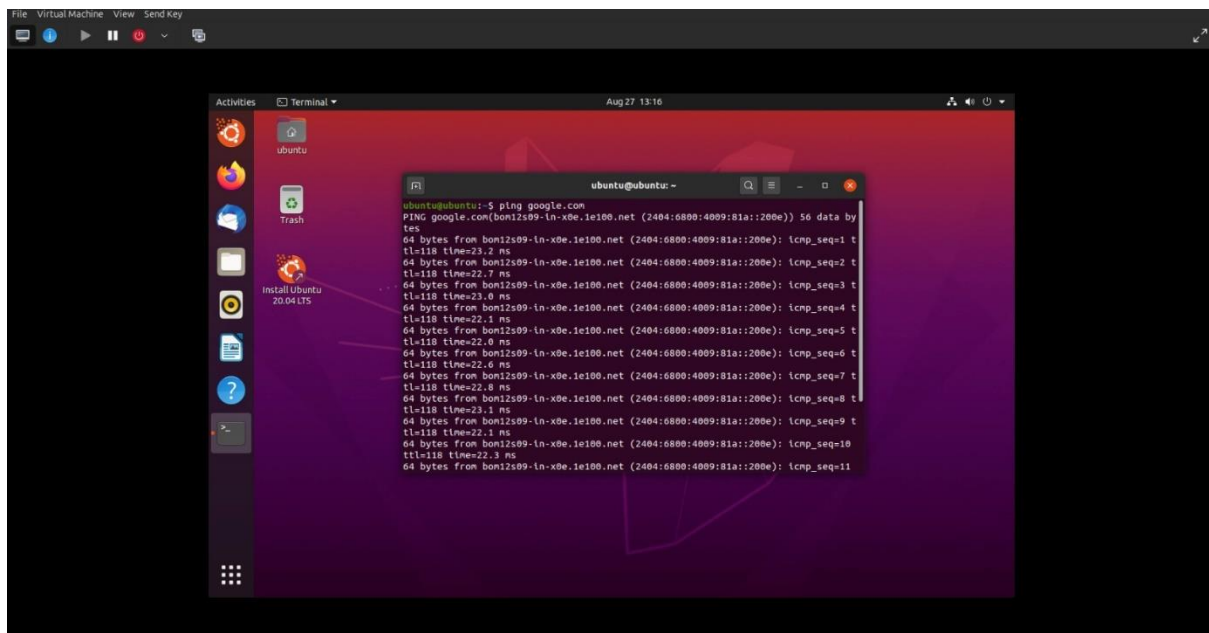 File Virtual Machine View Send Key
Activities Terminal Aug 27 13:16
ubuntu
Trash
Install Ubuntu
20.04 LTS
ubuntu@ubuntu: ~
ubuntu@ubuntu:~$ ping google.com
PING google.com(bom12s09-in-x0e.1e100.net (2404:6800:4009:81a::200e)) 56 data by
tes
64 bytes from bom12s09-in-x0e.1e100.net (2404:6800:4009:81a::200e): icmp_seq=1 t
tl=118 time=23.2 ms
64 bytes from bom12s09-in-x0e.1e100.net (2404:6800:4009:81a::200e): icmp_seq=2 t
tl=118 time=22.7 ms
64 bytes from bom12s09-in-x0e.1e100.net (2404:6800:4009:81a::200e): icmp_seq=3 t
tl=118 time=23.0 ms
64 bytes from bom12s09-in-x0e.1e100.net (2404:6800:4009:81a::200e): icmp_seq=4 t
tl=118 time=22.1 ms
64 bytes from bom12s09-in-x0e.1e100.net (2404:6800:4009:81a::200e): icmp_seq=5 t
tl=118 time=22.0 ms
64 bytes from bom12s09-in-x0e.1e100.net (2404:6800:4009:81a::200e): icmp_seq=6 t
tl=118 time=22.6 ms
64 bytes from bom12s09-in-x0e.1e100.net (2404:6800:4009:81a::200e): icmp_seq=7 t
tl=118 time=22.8 ms
64 bytes from bom12s09-in-x0e.1e100.net (2404:6800:4009:81a::200e): icmp_seq=8 t
tl=118 time=23.1 ms
64 bytes from bom12s09-in-x0e.1e100.net (2404:6800:4009:81a::200e): icmp_seq=9 t
tl=118 time=22.1 ms
64 bytes from bom12s09-in-x0e.1e100.net (2404:6800:4009:81a::200e): icmp_seq=10
ttl=118 time=22.3 ms
64 bytes from bom12s09-in-x0e.1e100.net (2404:6800:4009:81a::200e): icmp_seq=11